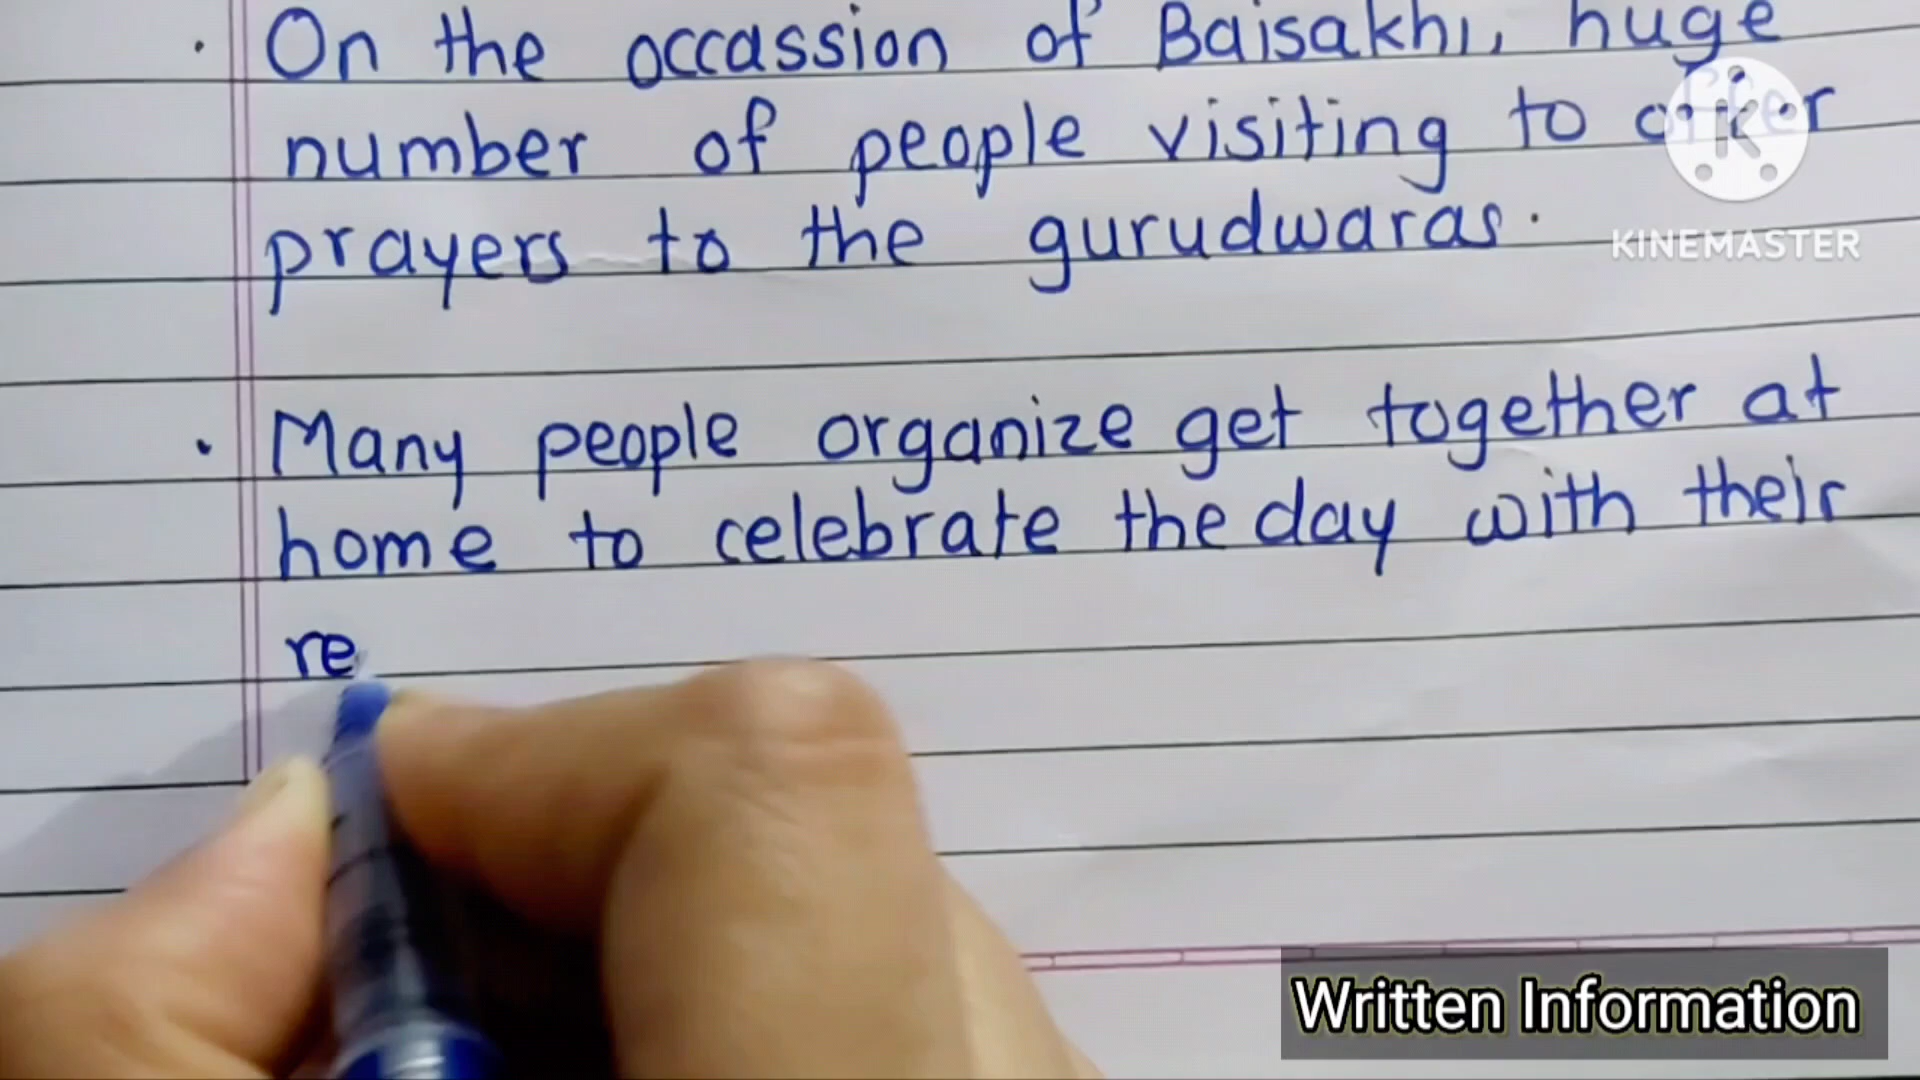 • On the occassion of Baisakhi, huge
number of people visiting to offer
prayers to the gurudwaras.
KINEMASTER
• Many people organize get together at
home to celebrate the day with their
re
Written Information